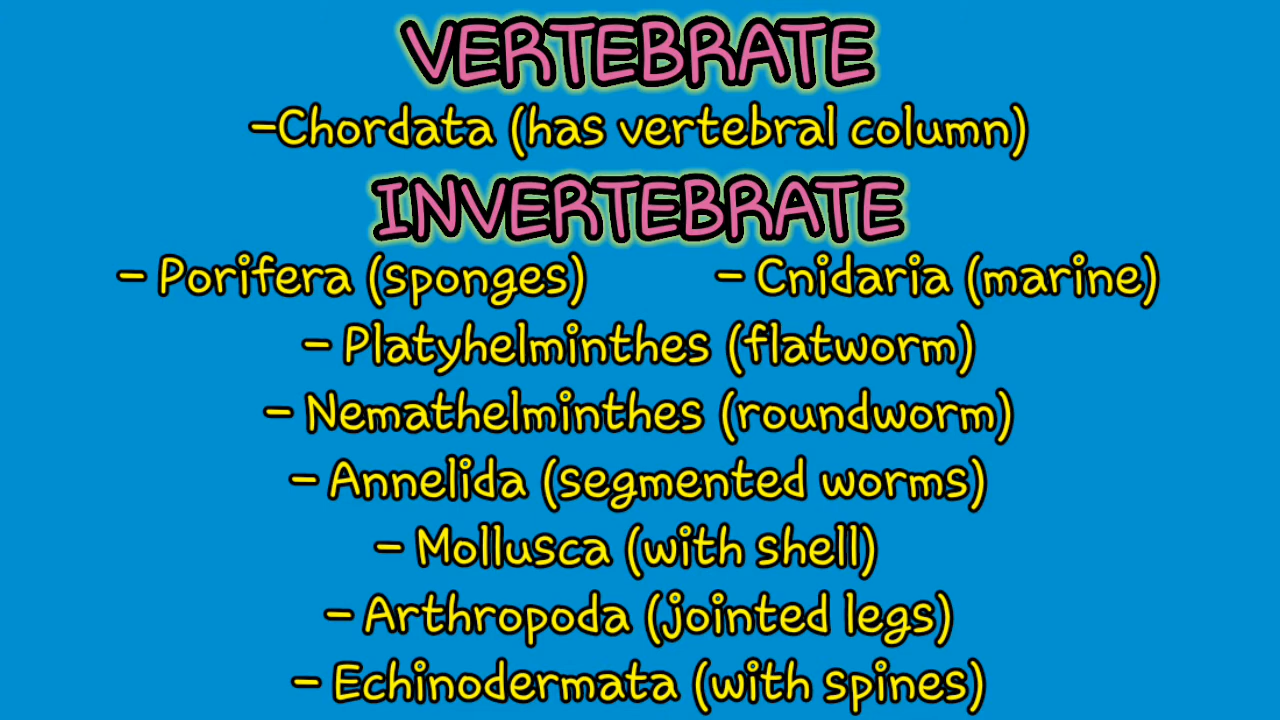 VERTEBRATE
-Chordata (has vertebral column)
INVERTEBRATE
- Porifera (sponges) - Cnidaria (marine)
- Platyhelminthes (flatworm)
- Nemathelminthes (roundworm)
- Annelida (segmented worms)
- Mollusca (with shell)
- Arthropoda (jointed legs)
- Echinodermata (with spines)